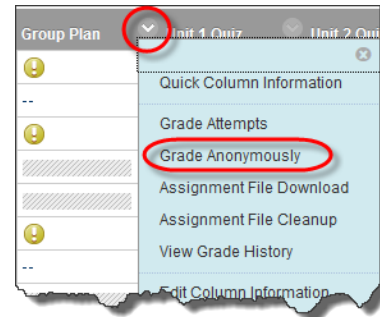 Group Plan Unit 1 Quiz Unit 2 Qui
--
--
Quick Column Information
Grade Attempts
Grade Anonymously
Assignment File Download
Assignment File Cleanup
View Grade History
Edit Column Information